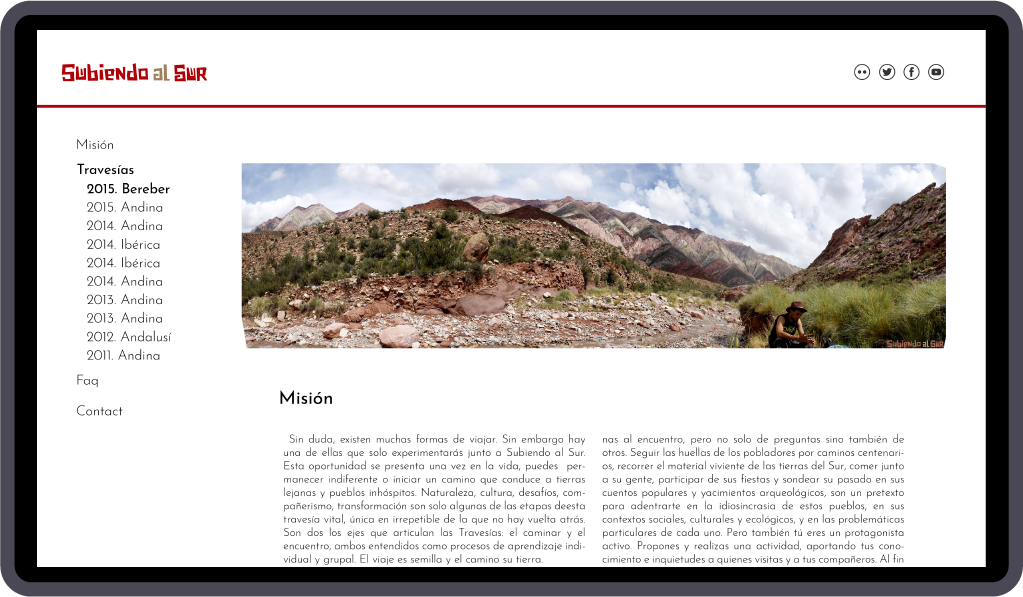 Subiendo al Sur
Misión
Travesías
2015. Bereber
2015. Andina
2014. Andina
2014. Ibérica
2014. Ibérica
2014. Andina
2013. Andina
2013. Andina
2012. Andalusí
2011. Andina
Faq
Contact
Subiendo al Sur
Misión
Sin duda, existen muchas formas de viajar. Sin embargo hay
una de ellas que solo experimentarás junto a Subiendo al Sur.
Esta oportunidad se presenta una vez en la vida, puedes per-
manecer indiferente o iniciar un camino que conduce a tierras
lejanas y pueblos inhóspitos. Naturaleza, cultura, desafíos, com-
pañerismo, transformación son solo algunas de las etapas deesta
travesía vital, única en irrepetible de la que no hay vuelta atrás.
Son dos los ejes que articulan las Travesías: el caminar y el
encuentro, ambos entendidos como procesos de aprendizaje indi-
vidual y grupal. El viaje es semilla y el camino su tierra.
nas al encuentro, pero no solo de preguntas sino también de
otros. Seguir las huellas de los pobladores por caminos centenari-
os, recorrer el material viviente de las tierras del Sur, comer junto
a su gente, participar de sus fiestas y sondear su pasado en sus
cuentos populares y yacimientos arqueológicos, son un pretexto
para adentrarte en la idiosincrasia de estos pueblos, en sus
contextos sociales, culturales y ecológicos, y en las problemáticas
particulares de cada uno. Pero también tú eres un protagonista
activo. Propones y realizas una actividad, aportando tus cono-
cimiento e inquietudes a quienes visitas y a tus compañeros. Al fin